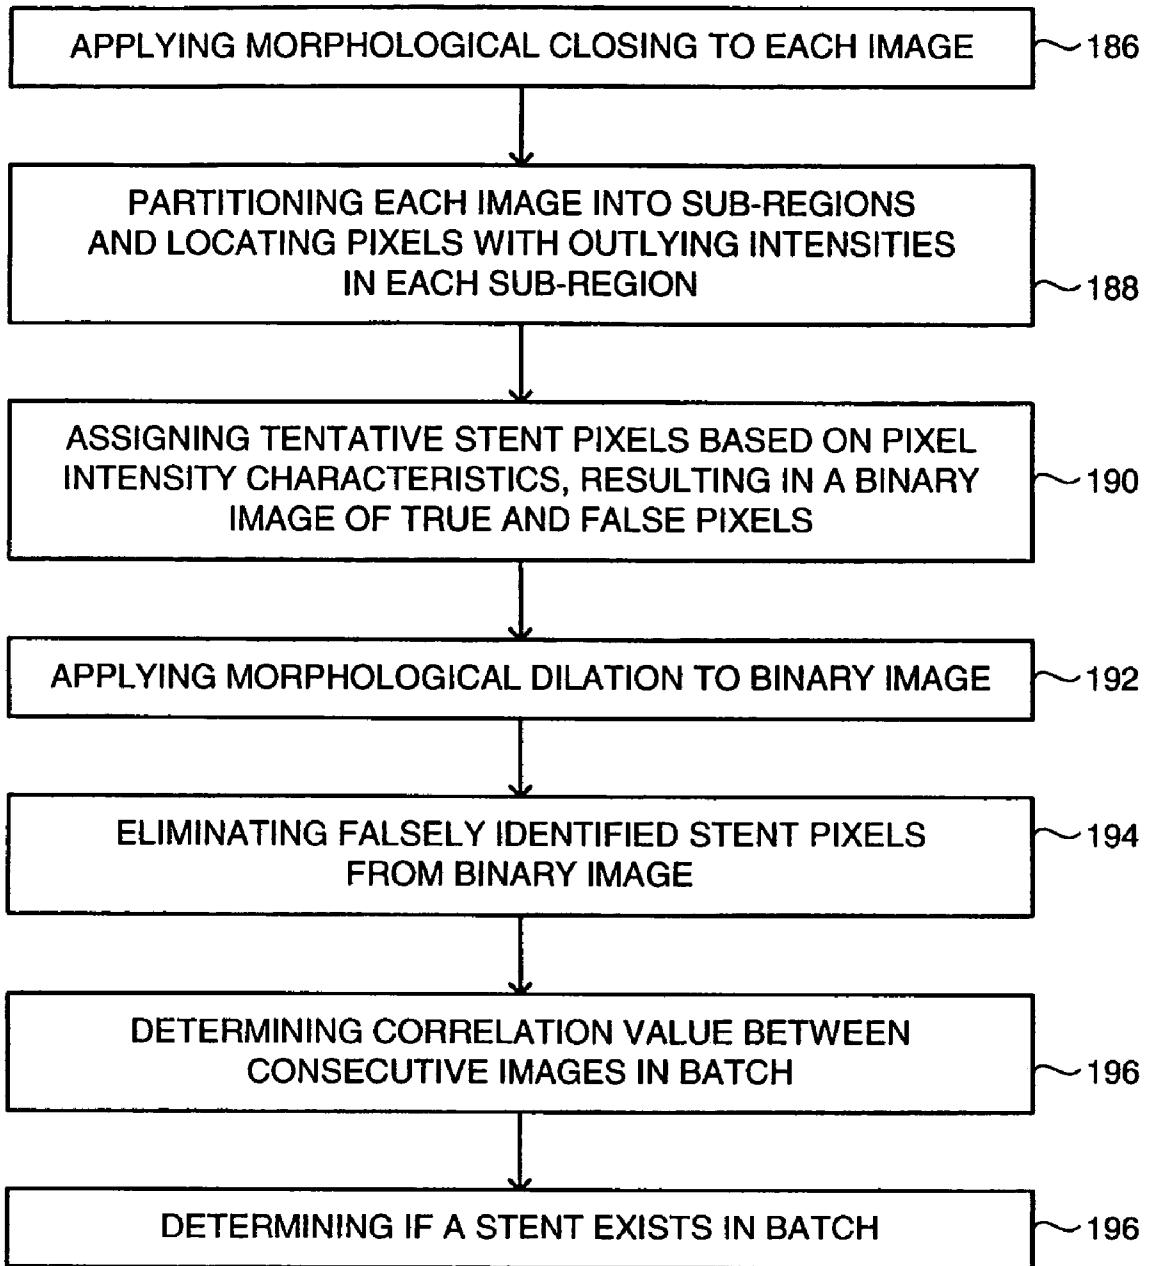 APPLYING MORPHOLOGICAL CLOSING TO EACH IMAGE
186
PARTITIONING EACH IMAGE INTO SUB-REGIONS
AND LOCATING PIXELS WITH OUTLYING INTENSITIES
IN EACH SUB-REGION
188
ASSIGNING TENTATIVE STENT PIXELS BASED ON PIXEL
INTENSITY CHARACTERISTICS, RESULTING IN A BINARY
IMAGE OF TRUE AND FALSE PIXELS
190
APPLYING MORPHOLOGICAL DILATION TO BINARY IMAGE
192
ELIMINATING FALSELY IDENTIFIED STENT PIXELS
FROM BINARY IMAGE
194
DETERMINING CORRELATION VALUE BETWEEN
CONSECUTIVE IMAGES IN BATCH
196
DETERMINING IF A STENT EXISTS IN BATCH
196